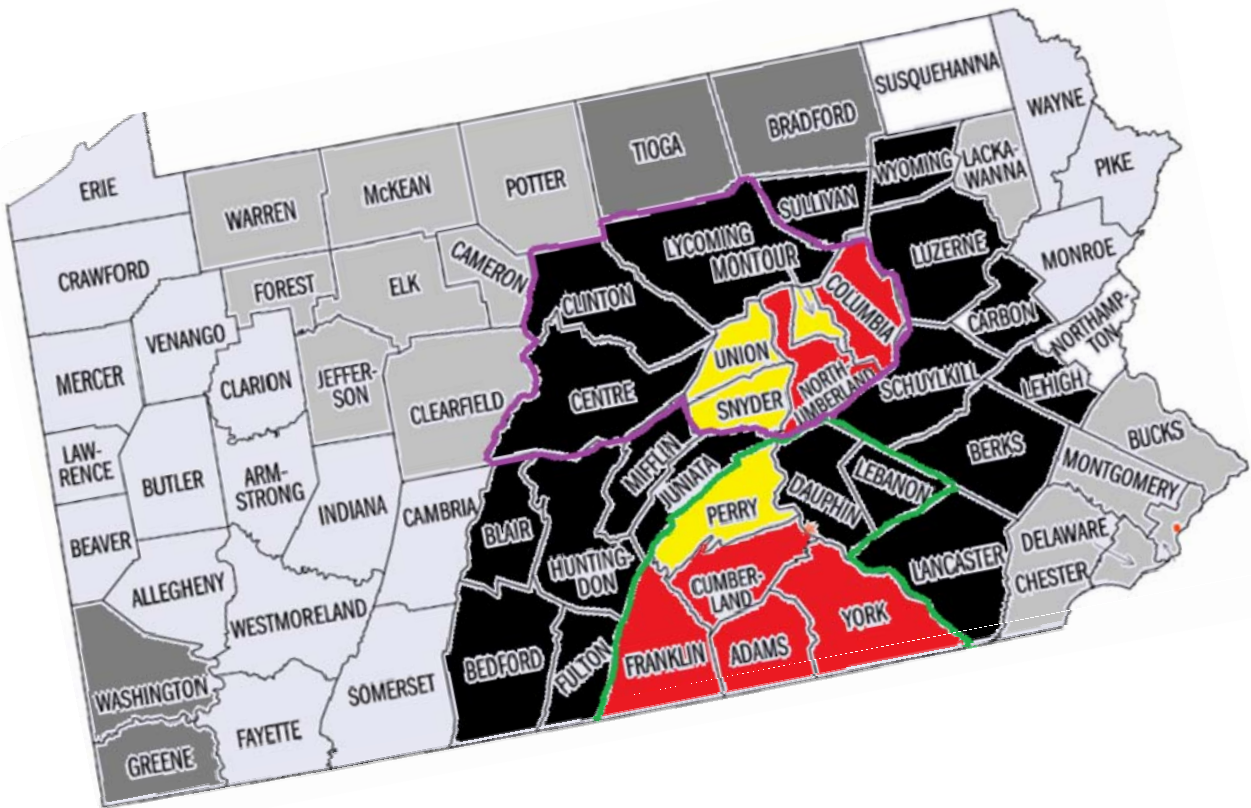 SUSQUEHANNA
WAYNE
BRADFORD
TIOGA
WYOMING
LACKA-
WANNA
PIKE
ERIE
WARREN
McKEAN
POTTER
SULLIVAN
LYCOMING
MONTOUR
LUZERNE
MONROE
CRAWFORD
FOREST
ELK
CAMERON
CLINTON
COLUMBIA
CARBON
NORTHAMP-
TON
VENANGO
MERCER
CLARION
JEFFER-
SON
CLEARFIELD
CENTRE
UNION
SNYDER
NORTH-
UMBERLAND
SCHUYLKILL
LEHIGH
LAW-
RENCE
BUTLER
ARM-
STRONG
INDIANA
CAMBRIA
MIFFLIN
JUNIATA
BERKS
BUCKS
MONTGOMERY
BEAVER
BLAIR
PERRY
DAUPHIN
LEBANON
DELAWARE
ALLEGHENY
WESTMORELAND
HUNTING-
DON
CUMBER-
LAND
LANCASTER
CHESTER
WASHINGTON
SOMERSET
BEDFORD
FULTON
FRANKLIN
ADAMS
YORK
GREENE
FAYETTE